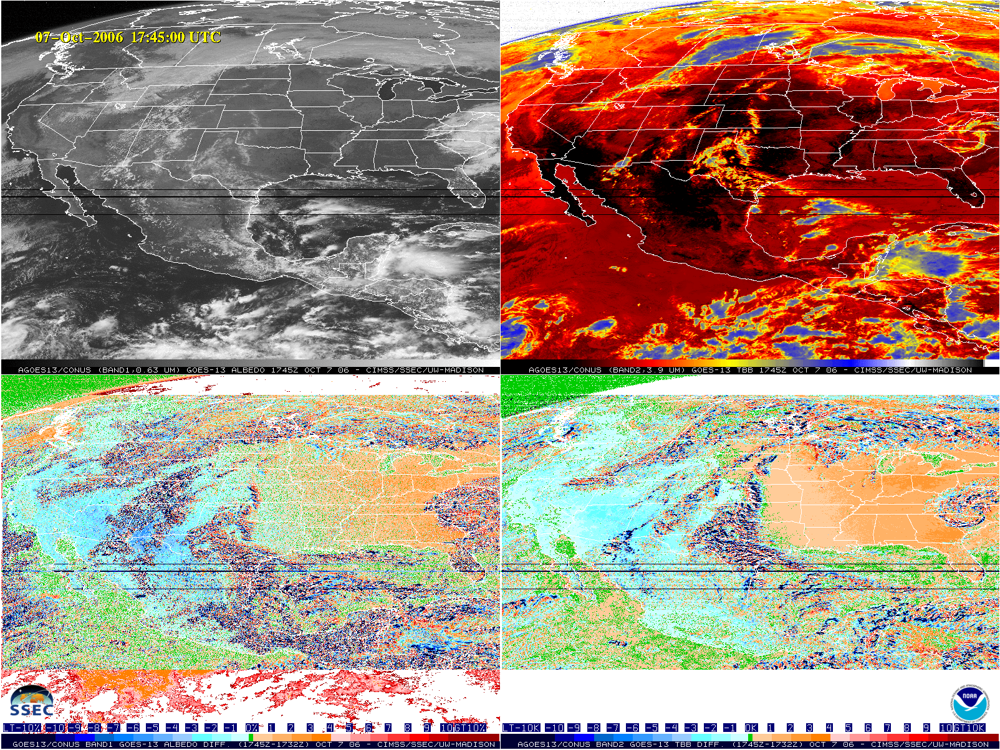 07-Oct-2006 17:45:00 UTC
AGOES13/CONUS (BAND1,0.63 UM) GOES-13 ALBEDO 1745Z OCT 7 06 - CIMSS/SSEC/UW-MADISON
AGOES13/CONUS (BAND2,3.9 UM) GOES-13 TBB 1745Z OCT 7 06 - CIMSS/SSEC/UW-MADISON
SSEC
NOAA
LT-10% -10 -9 -8 -7 -6 -5 -4 -3 -2 -1 0% 1 2 3 4 5 6 7 8 9 10 GT10%
LT-10K -10 -9 -8 -7 -6 -5 -4 -3 -2 -1 0K 1 2 3 4 5 6 7 8 9 10 GT10K
GOES13/CONUS BAND1 GOES-13 ALBEDO DIFF. (1745Z-1732Z) OCT 7 06 - CIMSS/SSEC/UW-MADISON
AGOES13/CONUS BAND2 GOES-13 TBB DIFF. (1745Z-1732Z) OCT 7 06 - CIMSS/SSEC/UW-MADISON